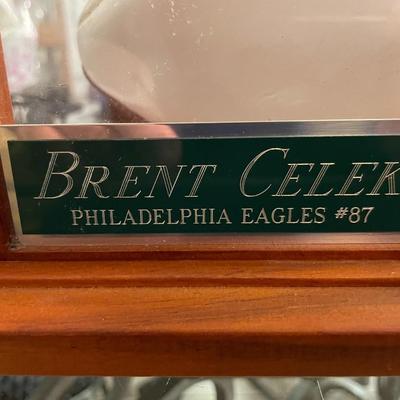 BRENT CELEK
PHILADELPHIA EAGLES #87